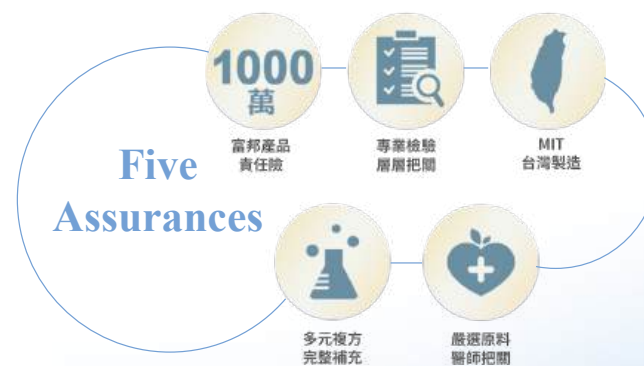 Five
Assurances
1000
萬
富邦產品
責任險
專業檢驗
層層把關
MIT
台灣製造
多元複方
完整補充
嚴選原料
醫師把關